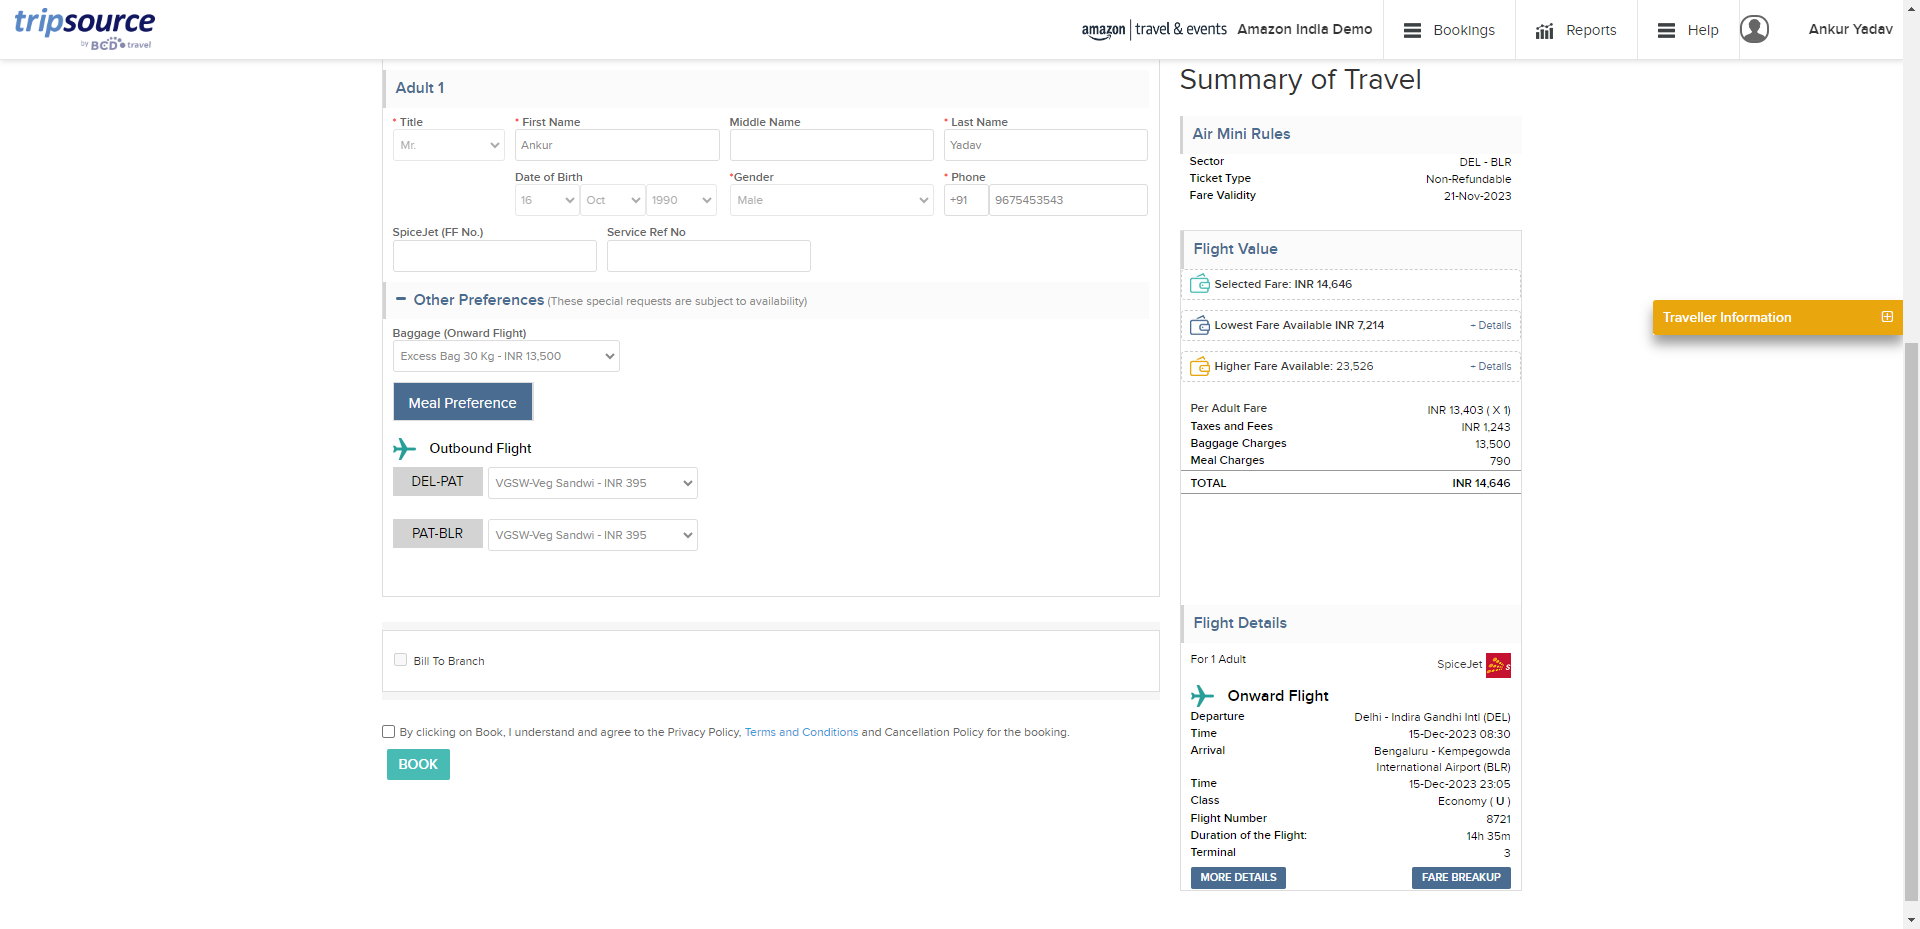 tripsource
by BCD travel
amazon | travel & events Amazon India Demo
Bookings
Reports
Help
Ankur Yadav
Adult 1
* Title
* First Name
Middle Name
* Last Name
Mr.
Ankur
Yadav
Date of Birth
*Gender
* Phone
16
Oct
1990
Male
+91
9675453543
SpiceJet (FF No.)
Service Ref No
Other Preferences (These special requests are subject to availability)
Baggage (Onward Flight)
Excess Bag 30 Kg - INR 13,500
Meal Preference
Outbound Flight
DEL-PAT
VGSW-Veg Sandwi - INR 395
PAT-BLR
VGSW-Veg Sandwi - INR 395
Bill To Branch
By clicking on Book, I understand and agree to the Privacy Policy, Terms and Conditions and Cancellation Policy for the booking.
BOOK
Summary of Travel
Air Mini Rules
Sector DEL - BLR
Ticket Type Non-Refundable
Fare Validity 21-Nov-2023
Flight Value
Selected Fare: INR 14,646
Lowest Fare Available INR 7,214 + Details
Higher Fare Available: 23,526 + Details
Per Adult Fare INR 13,403 ( X 1)
Taxes and Fees INR 1,243
Baggage Charges 13,500
Meal Charges 790
TOTAL INR 14,646
Flight Details
For 1 Adult SpiceJet
Onward Flight
Departure Delhi - Indira Gandhi Intl (DEL)
Time 15-Dec-2023 08:30
Arrival Bengaluru - Kempegowda
International Airport (BLR)
Time 15-Dec-2023 23:05
Class Economy ( U )
Flight Number 8721
Duration of the Flight: 14h 35m
Terminal 3
MORE DETAILS
FARE BREAKUP
Traveller Information